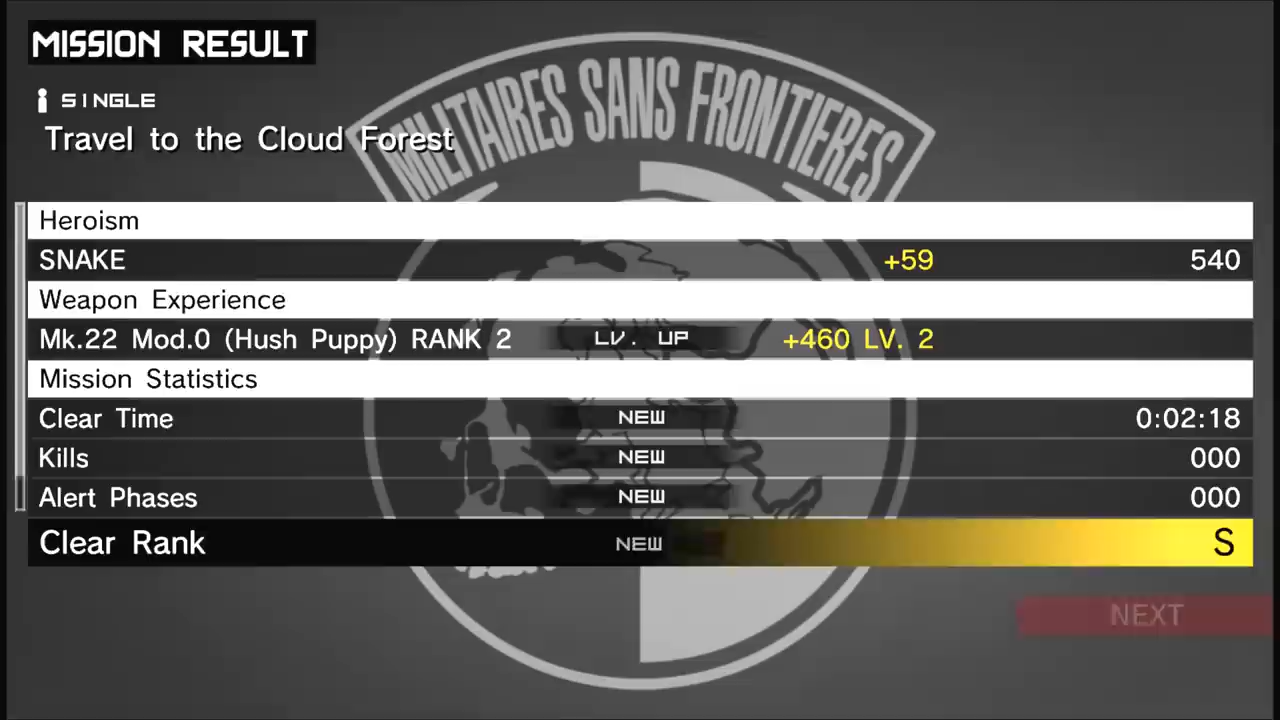 MISSION RESULT
SINGLE
Travel to the Cloud Forest
MILITAIRES SANS FRONTIERES
Heroism
SNAKE +59 540
Weapon Experience
Mk.22 Mod.0 (Hush Puppy) RANK 2 LV. UP +460 LV. 2
Mission Statistics
Clear Time NEW 0:02:18
Kills NEW 000
Alert Phases NEW 000
Clear Rank NEW S
NEXT